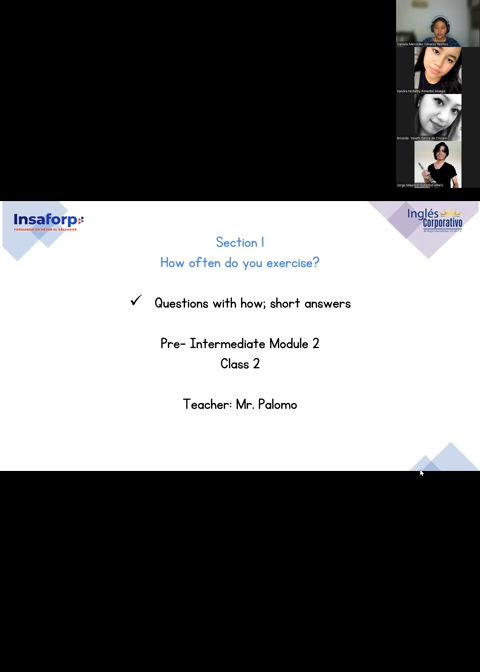 Insaforp
Inglés
Corporativo
Section 1
How often do you exercise?
✓ Questions with how; short answers
Pre- Intermediate Module 2
Class 2
Teacher: Mr. Palomo